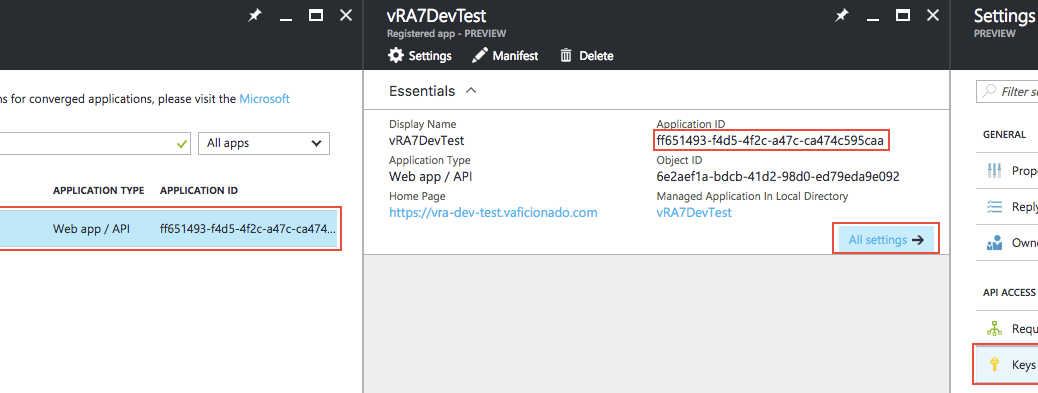 ns for converged applications, please visit the Microsoft
All apps
APPLICATION TYPE APPLICATION ID
Web app / API ff651493-f4d5-4f2c-a47c-ca474...
vRA7DevTest
Registered app - PREVIEW
Settings Manifest Delete
Essentials
Display Name Application ID
vRA7DevTest ff651493-f4d5-4f2c-a47c-ca474c595caa
Application Type Object ID
Web app / API 6e2aef1a-bdcb-41d2-98d0-ed79eda9e092
Home Page Managed Application In Local Directory
https://vra-dev-test.vaficionado.com vRA7DevTest
All settings
Settings
PREVIEW
Filter se
GENERAL
Prope
Reply
Owne
API ACCESS
Requ
Keys